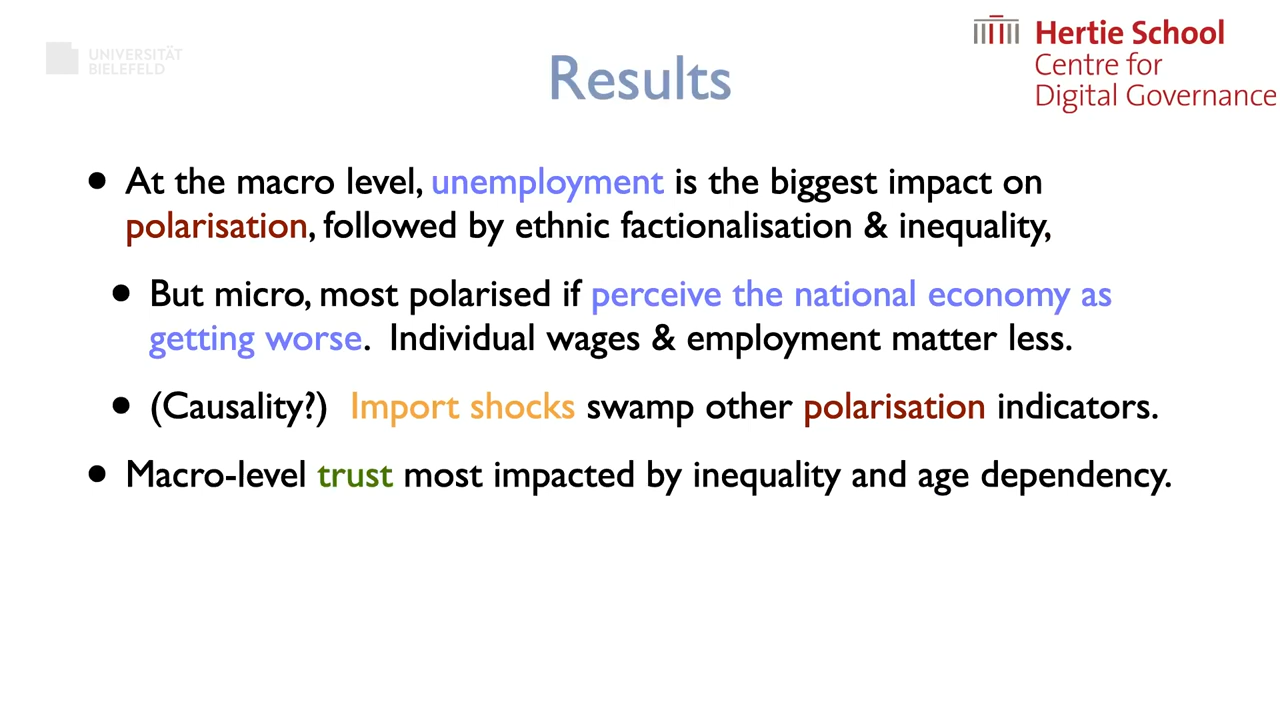 UNIVERSITÄT
BIELEFELD
Hertie School
Centre for
Digital Governance
Results
• At the macro level, unemployment is the biggest impact on
polarisation, followed by ethnic factionalisation & inequality,
• But micro, most polarised if perceive the national economy as
getting worse. Individual wages & employment matter less.
• (Causality?) Import shocks swamp other polarisation indicators.
• Macro-level trust most impacted by inequality and age dependency.